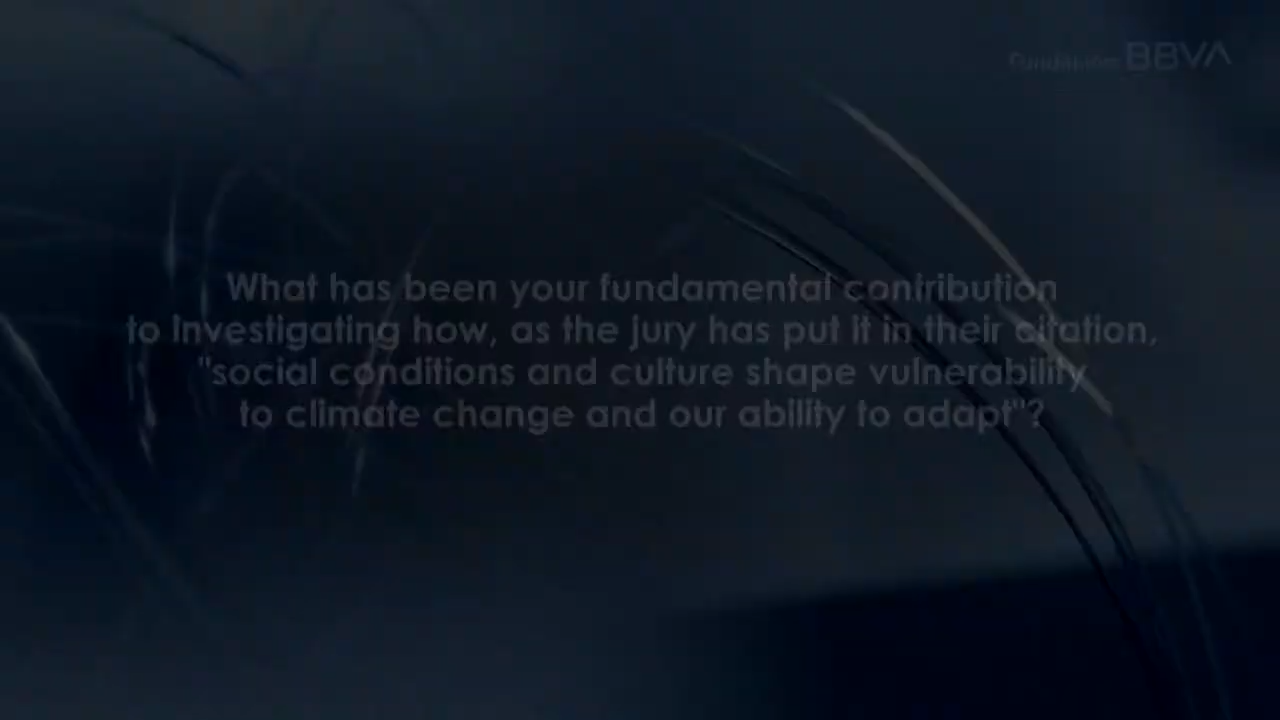 Fundación BBVA
What has been your fundamental contribution
to investigating how, as the jury has put it in their citation,
"social conditions and culture shape vulnerability
to climate change and our ability to adapt"?